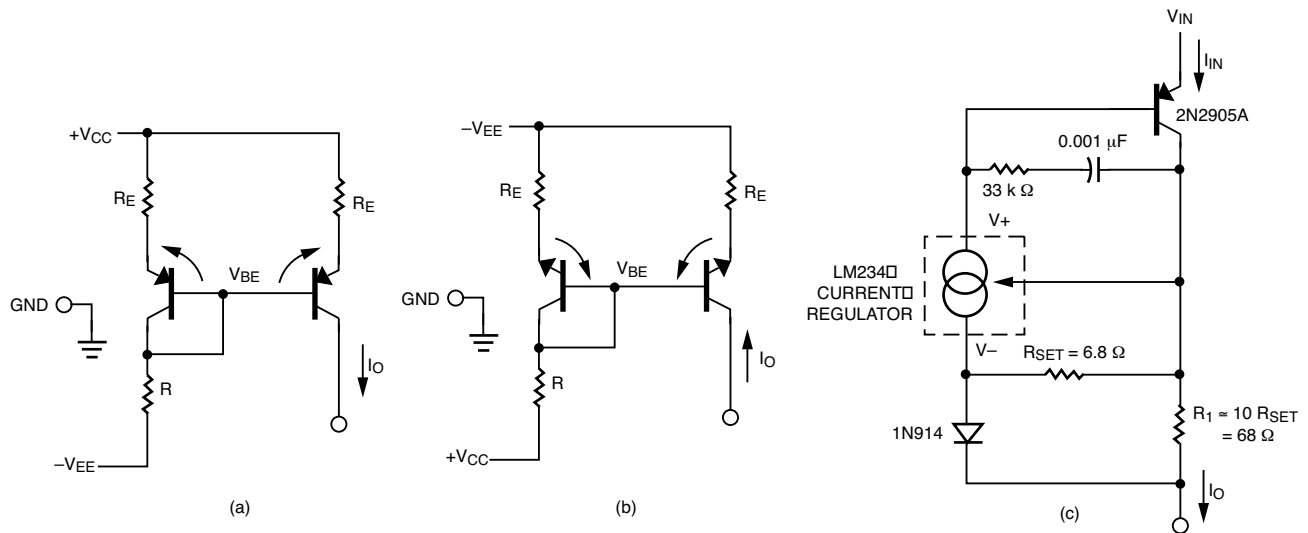 +VCC
RE
RE
VBE
GND
R
IO
–VEE
(a)
–VEE
RE
RE
VBE
GND
R
IO
+VCC
(b)
VIN
IIN
2N2905A
0.001 µF
33 k Ω
V+
LM234□
CURRENT□
REGULATOR
V–
RSET = 6.8 Ω
1N914
R1 ≃ 10 RSET
= 68 Ω
IO
(c)